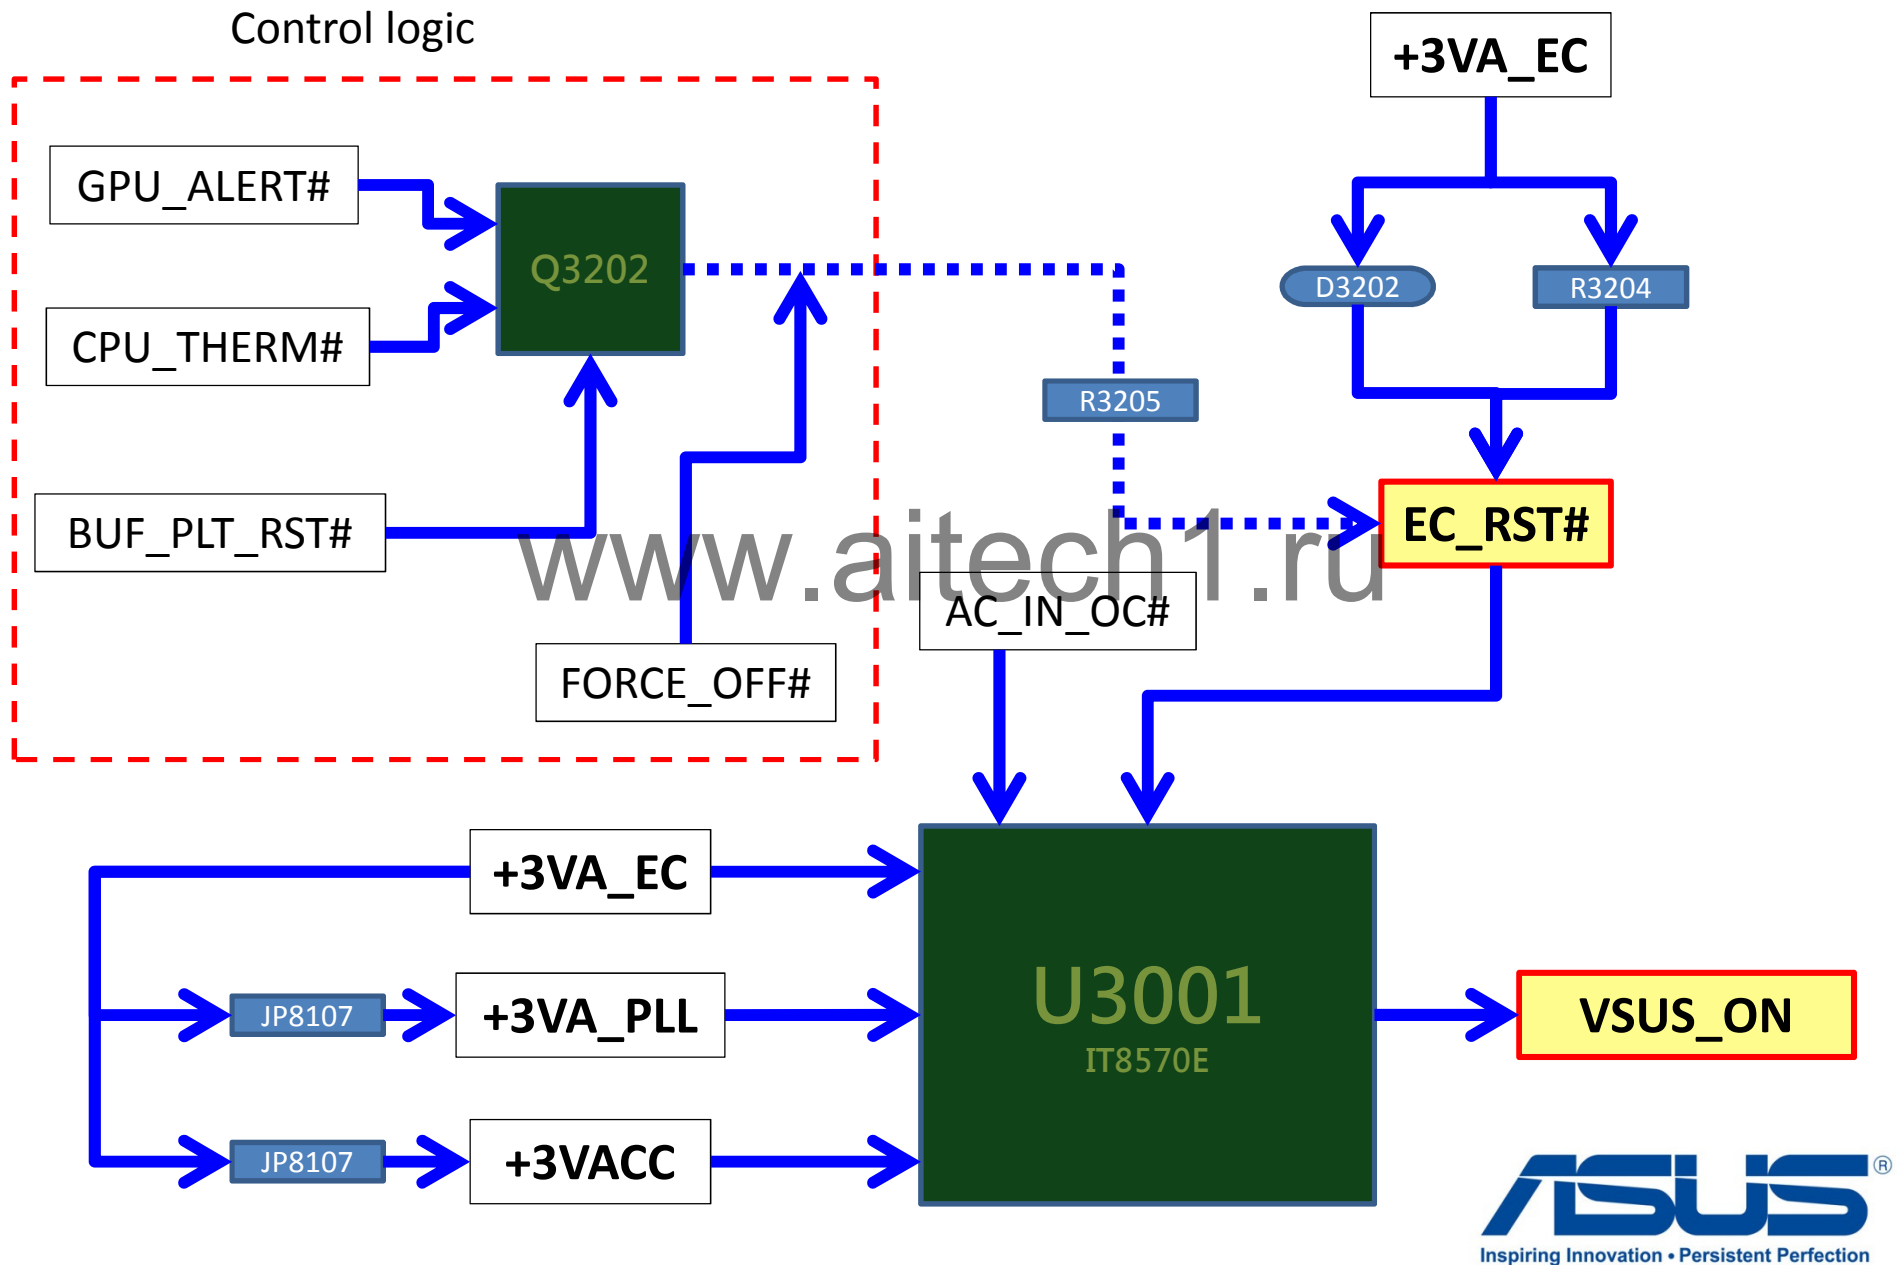 Control logic
+3VA_EC
GPU_ALERT#
Q3202
D3202
R3204
CPU_THERM#
R3205
BUF_PLT_RST#
EC_RST#
www.aitech1.ru
AC_IN_OC#
FORCE_OFF#
+3VA_EC
U3001
IT8570E
JP8107
+3VA_PLL
VSUS_ON
JP8107
+3VACC
ASUS®
Inspiring Innovation • Persistent Perfection